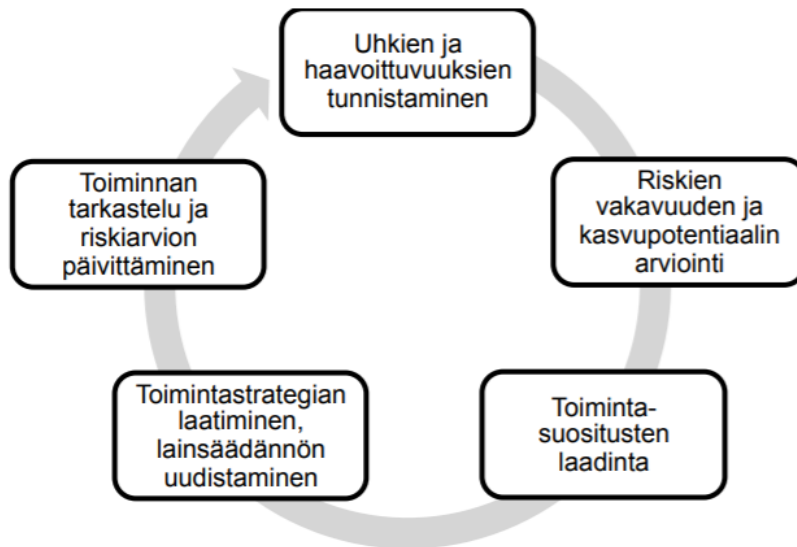 Uhkien ja
haavoittuvuuksien
tunnistaminen
Riskien
vakavuuden ja
kasvupotentiaalin
arviointi
Toiminta-
suositusten
laadinta
Toimintastrategian
laatiminen,
lainsäädännön
uudistaminen
Toiminnan
tarkastelu ja
riskiarvion
päivittäminen